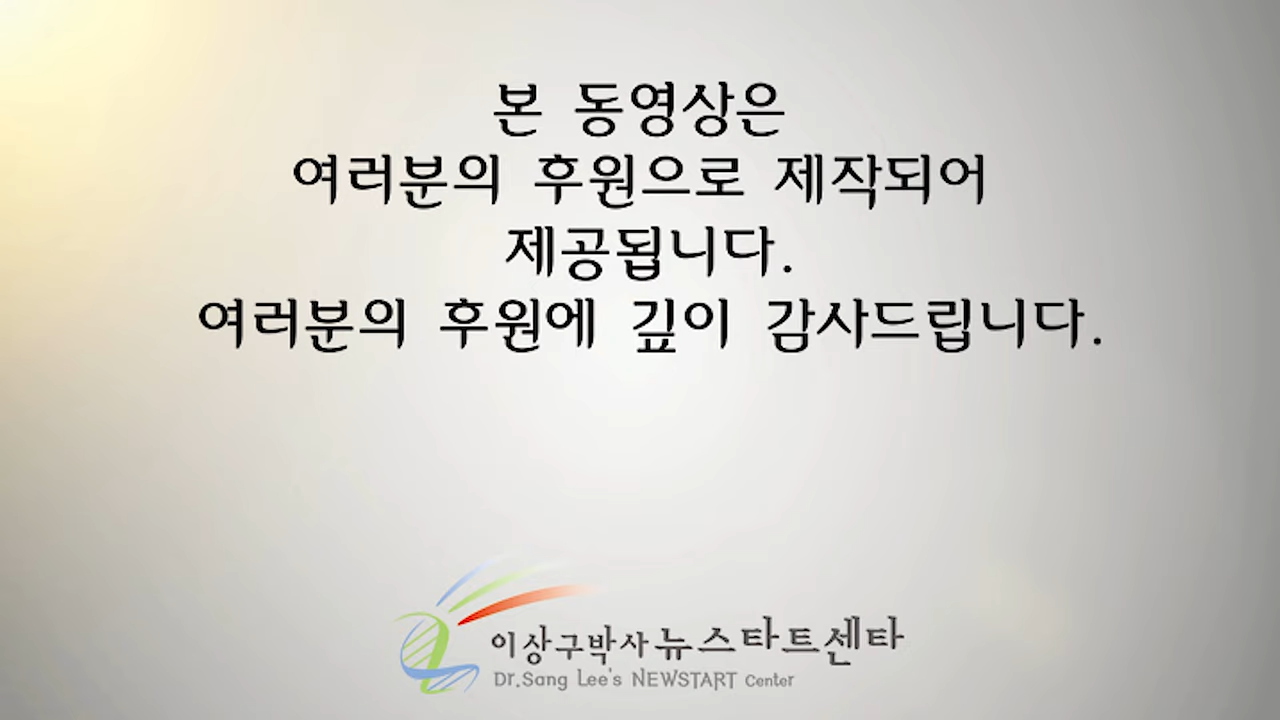 본 동영상은
여러분의 후원으로 제작되어
제공됩니다.
여러분의 후원에 깊이 감사드립니다.
이상구박사 뉴스타트센타
Dr.Sang Lee's NEWSTART Center